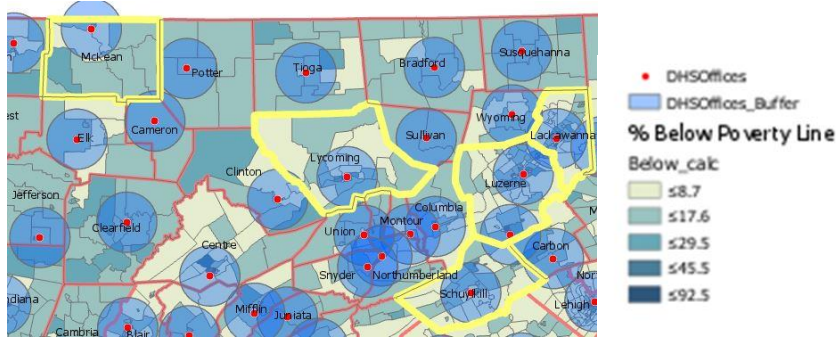 Mckean
Potter
Tioga
Bradford
Susquehanna
Elk
Cameron
Sullivan
Wyoming
Lackawanna
Clinton
Lycoming
Luzerne
Jefferson
Clearfield
Centre
Union
Montour
Columbia
Snyder
Northumberland
Carbon
Schuylkill
Mifflin
Juniata
Cambria
Blair
Lehigh
DHSOffices
DHSOffices_Buffer
% Below Poverty Line
Below_calc
≤8.7
≤17.6
≤29.5
≤45.5
≤92.5